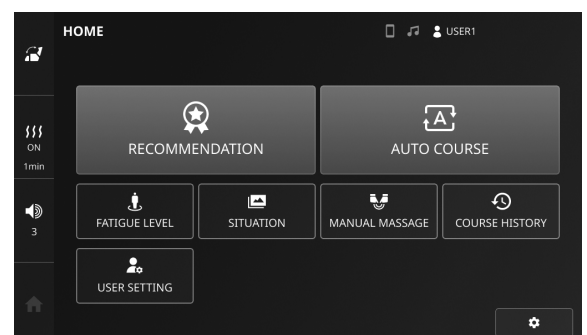 HOME
USER1
ON
1min
3
RECOMMENDATION
A
AUTO COURSE
FATIGUE LEVEL
SITUATION
MANUAL MASSAGE
COURSE HISTORY
USER SETTING